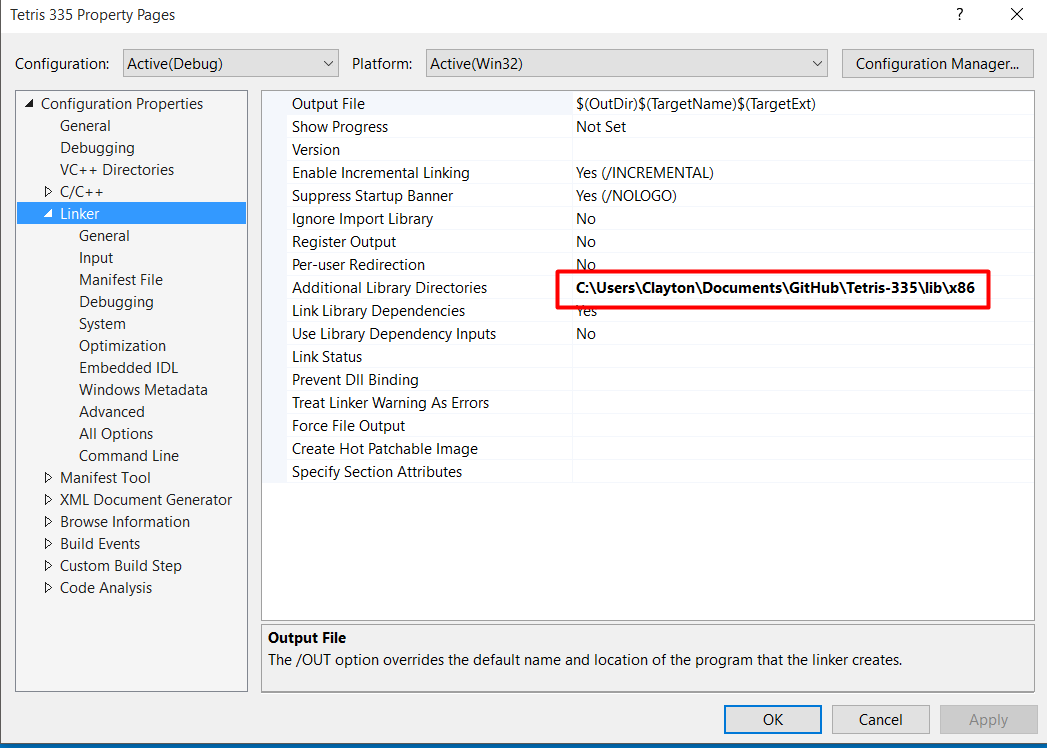 Tetris 335 Property Pages ?
Configuration: Active(Debug) Platform: Active(Win32) Configuration Manager...
Configuration Properties
General
Debugging
VC++ Directories
C/C++
Linker
General
Input
Manifest File
Debugging
System
Optimization
Embedded IDL
Windows Metadata
Advanced
All Options
Command Line
Manifest Tool
XML Document Generator
Browse Information
Build Events
Custom Build Step
Code Analysis
Output File $(OutDir)$(TargetName)$(TargetExt)
Show Progress Not Set
Version
Enable Incremental Linking Yes (/INCREMENTAL)
Suppress Startup Banner Yes (/NOLOGO)
Ignore Import Library No
Register Output No
Per-user Redirection No
Additional Library Directories C:\Users\Clayton\Documents\GitHub\Tetris-335\lib\x86
Link Library Dependencies Yes
Use Library Dependency Inputs No
Link Status
Prevent Dll Binding
Treat Linker Warning As Errors
Force File Output
Create Hot Patchable Image
Specify Section Attributes
Output File
The /OUT option overrides the default name and location of the program that the linker creates.
OK Cancel Apply